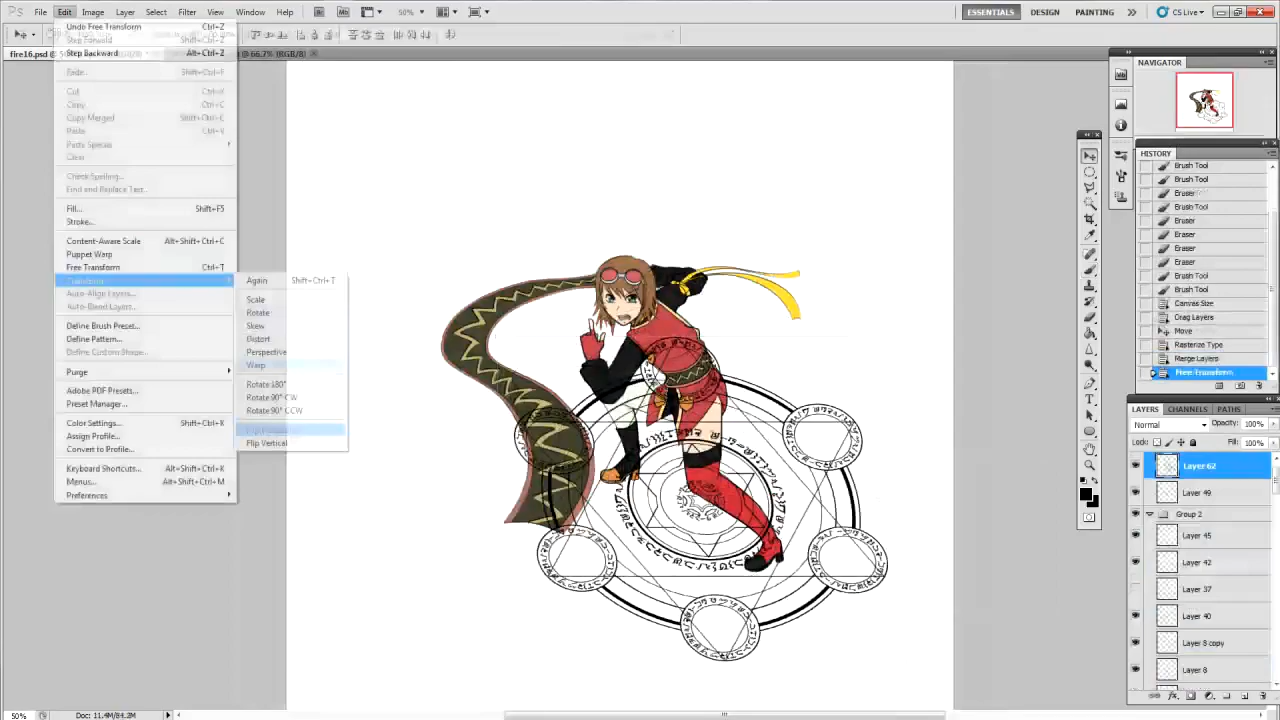 Ps File Edit Image Layer Select Filter View Window Help Br Mb 50% ESSENTIALS DESIGN PAINTING CS Live
fire16.psd @ @ 66.7% (RGB/8)
Undo Free Transform Ctrl+Z
Step Forward Shift+Ctrl+Z
Step Backward Alt+Ctrl+Z
Fade... Shift+Ctrl+F
Cut Ctrl+X
Copy Ctrl+C
Copy Merged Shift+Ctrl+C
Paste Ctrl+V
Paste Special
Clear
Check Spelling...
Find and Replace Text...
Fill... Shift+F5
Stroke...
Content-Aware Scale Alt+Shift+Ctrl+C
Puppet Warp
Free Transform Ctrl+T
Transform
Auto-Align Layers...
Auto-Blend Layers...
Define Brush Preset...
Define Pattern...
Define Custom Shape...
Purge
Adobe PDF Presets...
Preset Manager...
Color Settings... Shift+Ctrl+K
Assign Profile...
Convert to Profile...
Keyboard Shortcuts... Alt+Shift+Ctrl+K
Menus... Alt+Shift+Ctrl+M
Preferences
Again Shift+Ctrl+T
Scale
Rotate
Skew
Distort
Perspective
Warp
Rotate 180°
Rotate 90° CW
Rotate 90° CCW
Flip Vertical
NAVIGATOR
HISTORY
Brush Tool
Brush Tool
Eraser
Brush Tool
Eraser
Eraser
Eraser
Eraser
Brush Tool
Brush Tool
Canvas Size
Drag Layers
Move
Rasterize Type
Merge Layers
Free Transform
LAYERS CHANNELS PATHS
Normal Opacity: 100%
Lock: Fill: 100%
Layer 62
Layer 49
Group 2
Layer 45
Layer 42
Layer 37
Layer 40
Layer 8 copy
Layer 8
50% Doc: 11.4M/84.2M